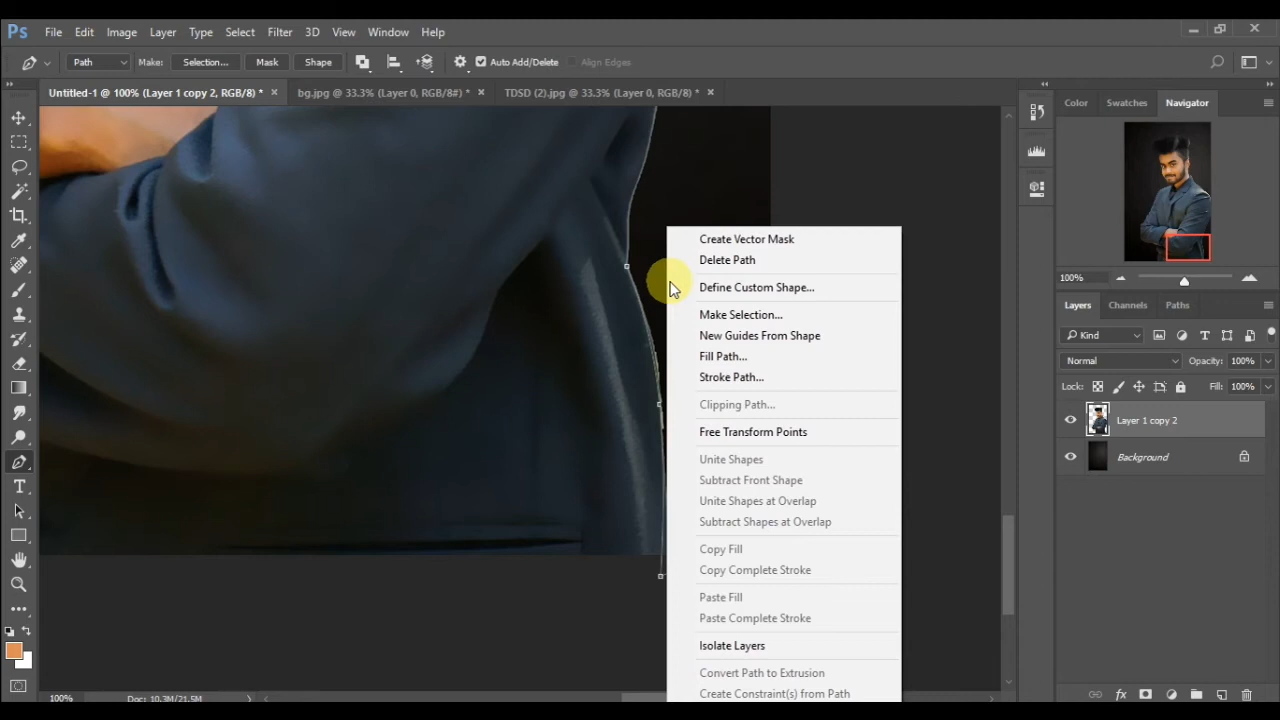 Ps File Edit Image Layer Type Select Filter 3D View Window Help
Path Make: Selection... Mask Shape Auto Add/Delete Align Edges
Untitled-1 @ 100% (Layer 1 copy 2, RGB/8) * × bg.jpg @ 33.3% (Layer 0, RGB/8#) * × TDSD (2).jpg @ 33.3% (Layer 0, RGB/8) * ×
Color Swatches Navigator
Create Vector Mask
Delete Path
Define Custom Shape...
Make Selection...
New Guides From Shape
Fill Path...
Stroke Path...
Clipping Path...
Free Transform Points
Unite Shapes
Subtract Front Shape
Unite Shapes at Overlap
Subtract Shapes at Overlap
Copy Fill
Copy Complete Stroke
Paste Fill
Paste Complete Stroke
Isolate Layers
Convert Path to Extrusion
Create Constraint(s) from Path
100%
Layers Channels Paths
Kind
Normal Opacity: 100%
Lock: Fill: 100%
Layer 1 copy 2
Background
100% Doc: 10.3M/21.5M